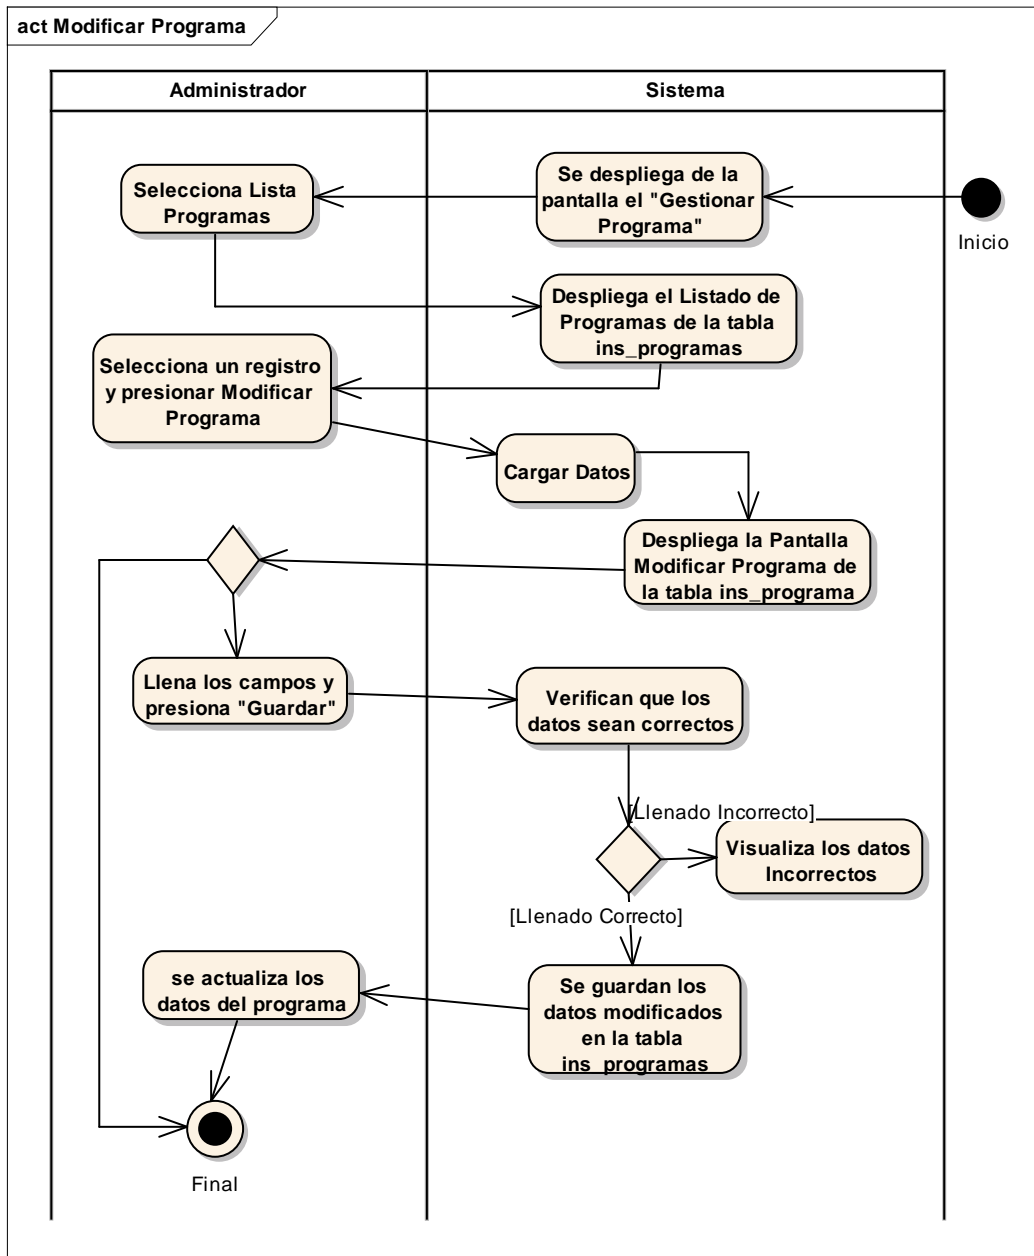 act Modificar Programa
Administrador
Sistema
Se despliega de la
pantalla el "Gestionar
Programa"
Inicio
Selecciona Lista
Programas
Despliega el Listado de
Programas de la tabla
ins_programas
Selecciona un registro
y presionar Modificar
Programa
Cargar Datos
Despliega la Pantalla
Modificar Programa de
la tabla ins_programa
Llena los campos y
presiona "Guardar"
Verifican que los
datos sean correctos
[Llenado Incorrecto]
Visualiza los datos
Incorrectos
[Llenado Correcto]
Se guardan los
datos modificados
en la tabla
ins_programas
se actualiza los
datos del programa
Final